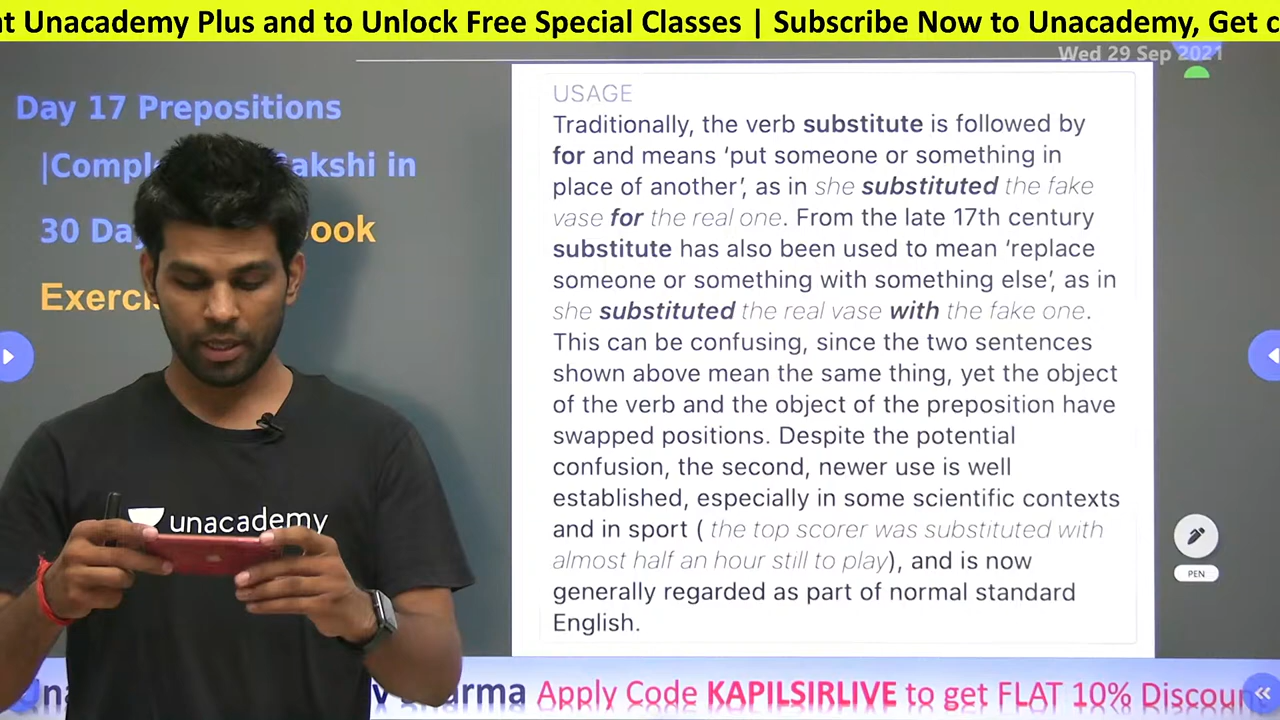 at Unacademy Plus and to Unlock Free Special Classes | Subscribe Now to Unacademy, Get
Wed 29 Sep 2021
Day 17 Prepositions
|Compl akshi in
30 Da ook
Exerci
USAGE
Traditionally, the verb substitute is followed by
for and means ‘put someone or something in
place of another’, as in she substituted the fake
vase for the real one. From the late 17th century
substitute has also been used to mean ‘replace
someone or something with something else’, as in
she substituted the real vase with the fake one.
This can be confusing, since the two sentences
shown above mean the same thing, yet the object
of the verb and the object of the preposition have
swapped positions. Despite the potential
confusion, the second, newer use is well
established, especially in some scientific contexts
and in sport ( the top scorer was substituted with
almost half an hour still to play), and is now
generally regarded as part of normal standard
English.
unacademy
PEN
Apply Code KAPILSIRLIVE to get FLAT 10% Discoun